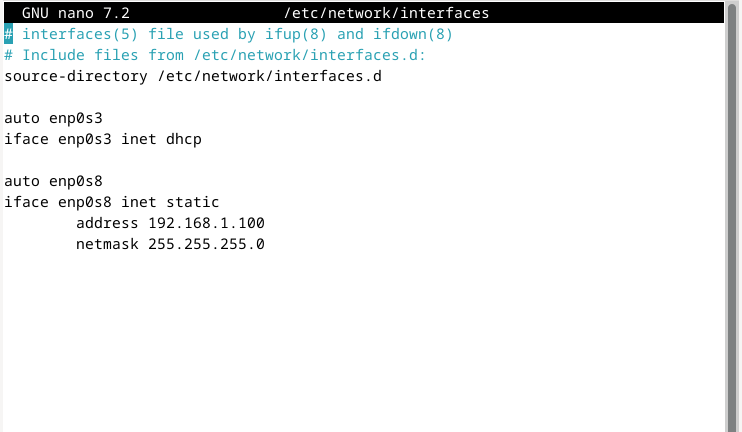 GNU nano 7.2 /etc/network/interfaces
# interfaces(5) file used by ifup(8) and ifdown(8)
# Include files from /etc/network/interfaces.d:
source-directory /etc/network/interfaces.d
auto enp0s3
iface enp0s3 inet dhcp
auto enp0s8
iface enp0s8 inet static
        address 192.168.1.100
        netmask 255.255.255.0